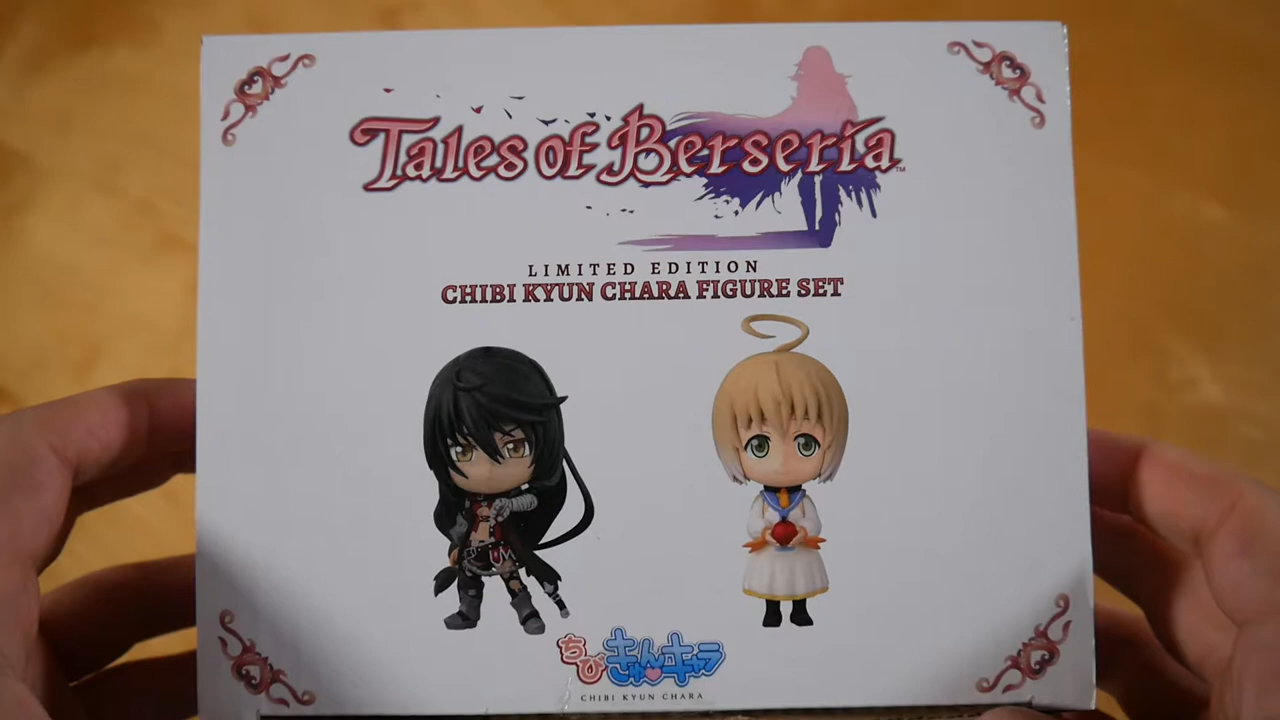 Tales of Berseria™
LIMITED EDITION
CHIBI KYUN CHARA FIGURE SET
ちびきゅんキャラ
CHIBI KYUN CHARA